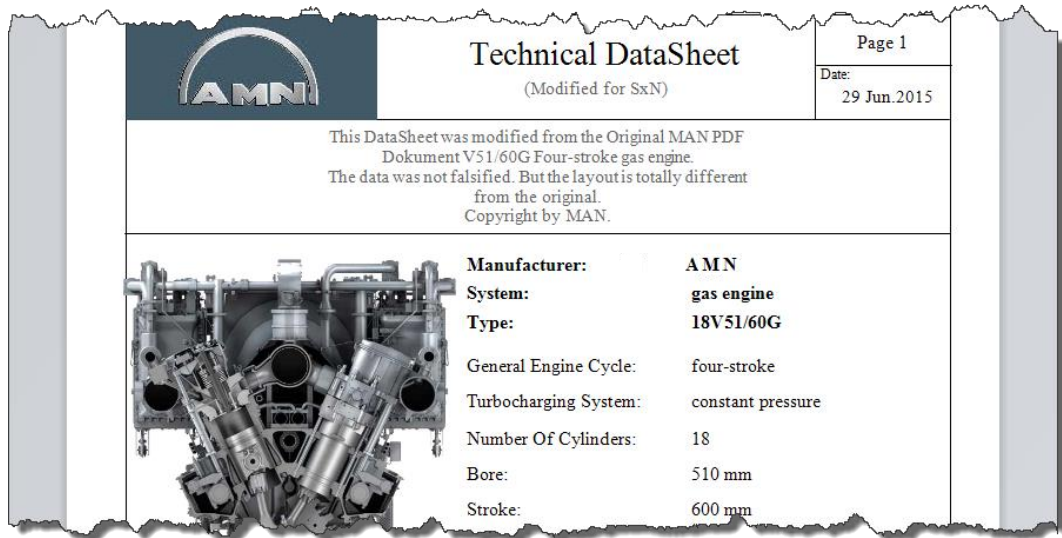 AMN
Technical DataSheet
(Modified for SxN)
Page 1
Date:
29 Jun.2015
This DataSheet was modified from the Original MAN PDF
Dokument V51/60G Four-stroke gas engine.
The data was not falsified. But the layout is totally different
from the original.
Copyright by MAN.
Manufacturer: A M N
System: gas engine
Type: 18V51/60G
General Engine Cycle: four-stroke
Turbocharging System: constant pressure
Number Of Cylinders: 18
Bore: 510 mm
Stroke: 600 mm